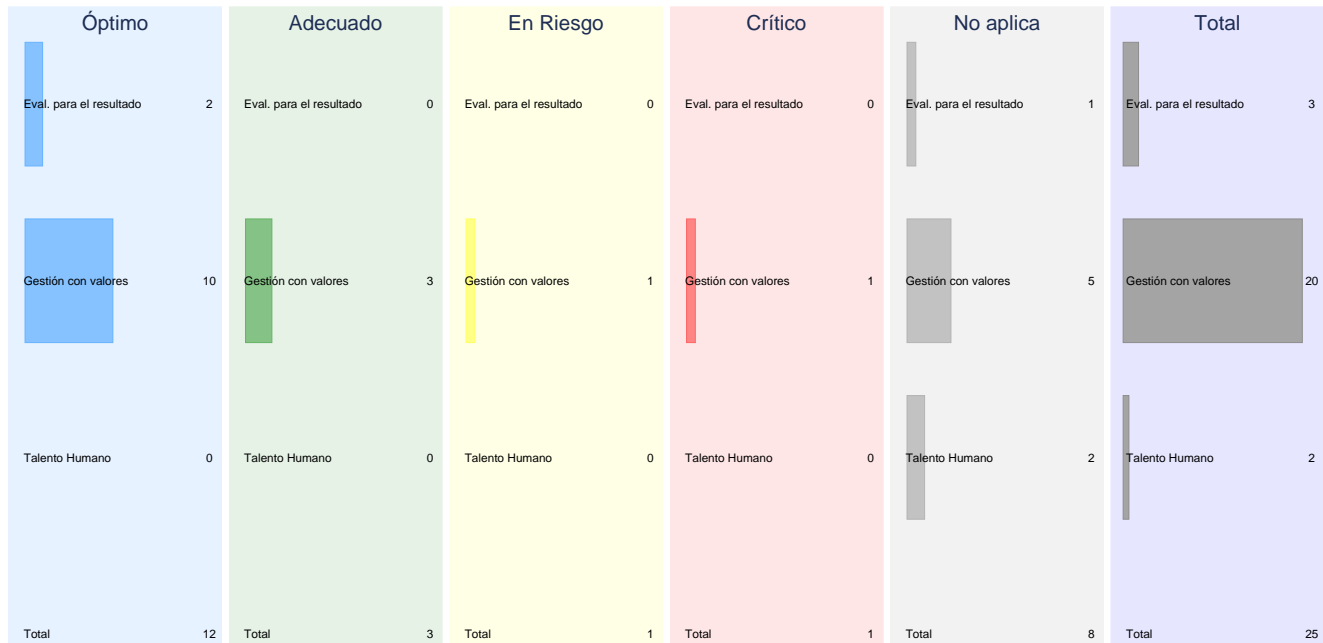 Óptimo Adecuado En Riesgo Crítico No aplica Total
Eval. para el resultado 2 Eval. para el resultado 0 Eval. para el resultado 0 Eval. para el resultado 0 Eval. para el resultado 1 Eval. para el resultado 3
Gestión con valores 10 Gestión con valores 3 Gestión con valores 1 Gestión con valores 1 Gestión con valores 5 Gestión con valores 20
Talento Humano 0 Talento Humano 0 Talento Humano 0 Talento Humano 0 Talento Humano 2 Talento Humano 2
Total 12 Total 3 Total 1 Total 1 Total 8 Total 25